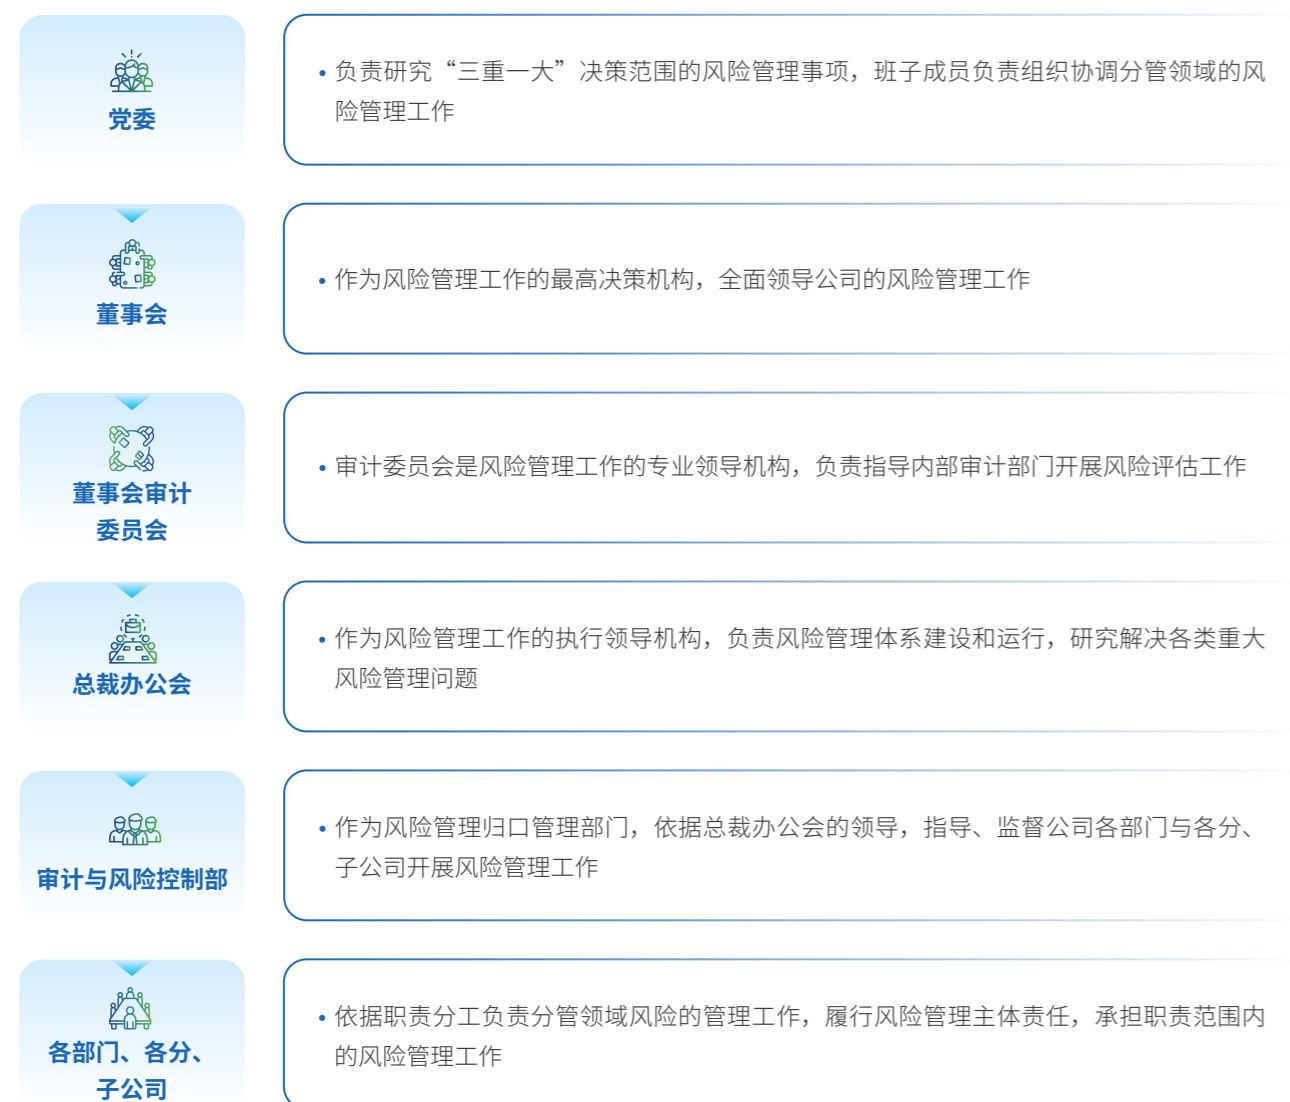 党委
• 负责研究“三重一大”决策范围的风险管理事项，班子成员负责组织协调分管领域的风
险管理工作
董事会
• 作为风险管理工作的最高决策机构，全面领导公司的风险管理工作
董事会审计
委员会
• 审计委员会是风险管理工作的专业领导机构，负责指导内部审计部门开展风险评估工作
总裁办公会
• 作为风险管理工作的执行领导机构，负责风险管理体系建设和运行，研究解决各类重大
风险管理问题
审计与风险控制部
• 作为风险管理归口管理部门，依据总裁办公会的领导，指导、监督公司各部门与各分、
子公司开展风险管理工作
各部门、各分、
子公司
• 依据职责分工负责分管领域风险的管理工作，履行风险管理主体责任，承担职责范围内
的风险管理工作